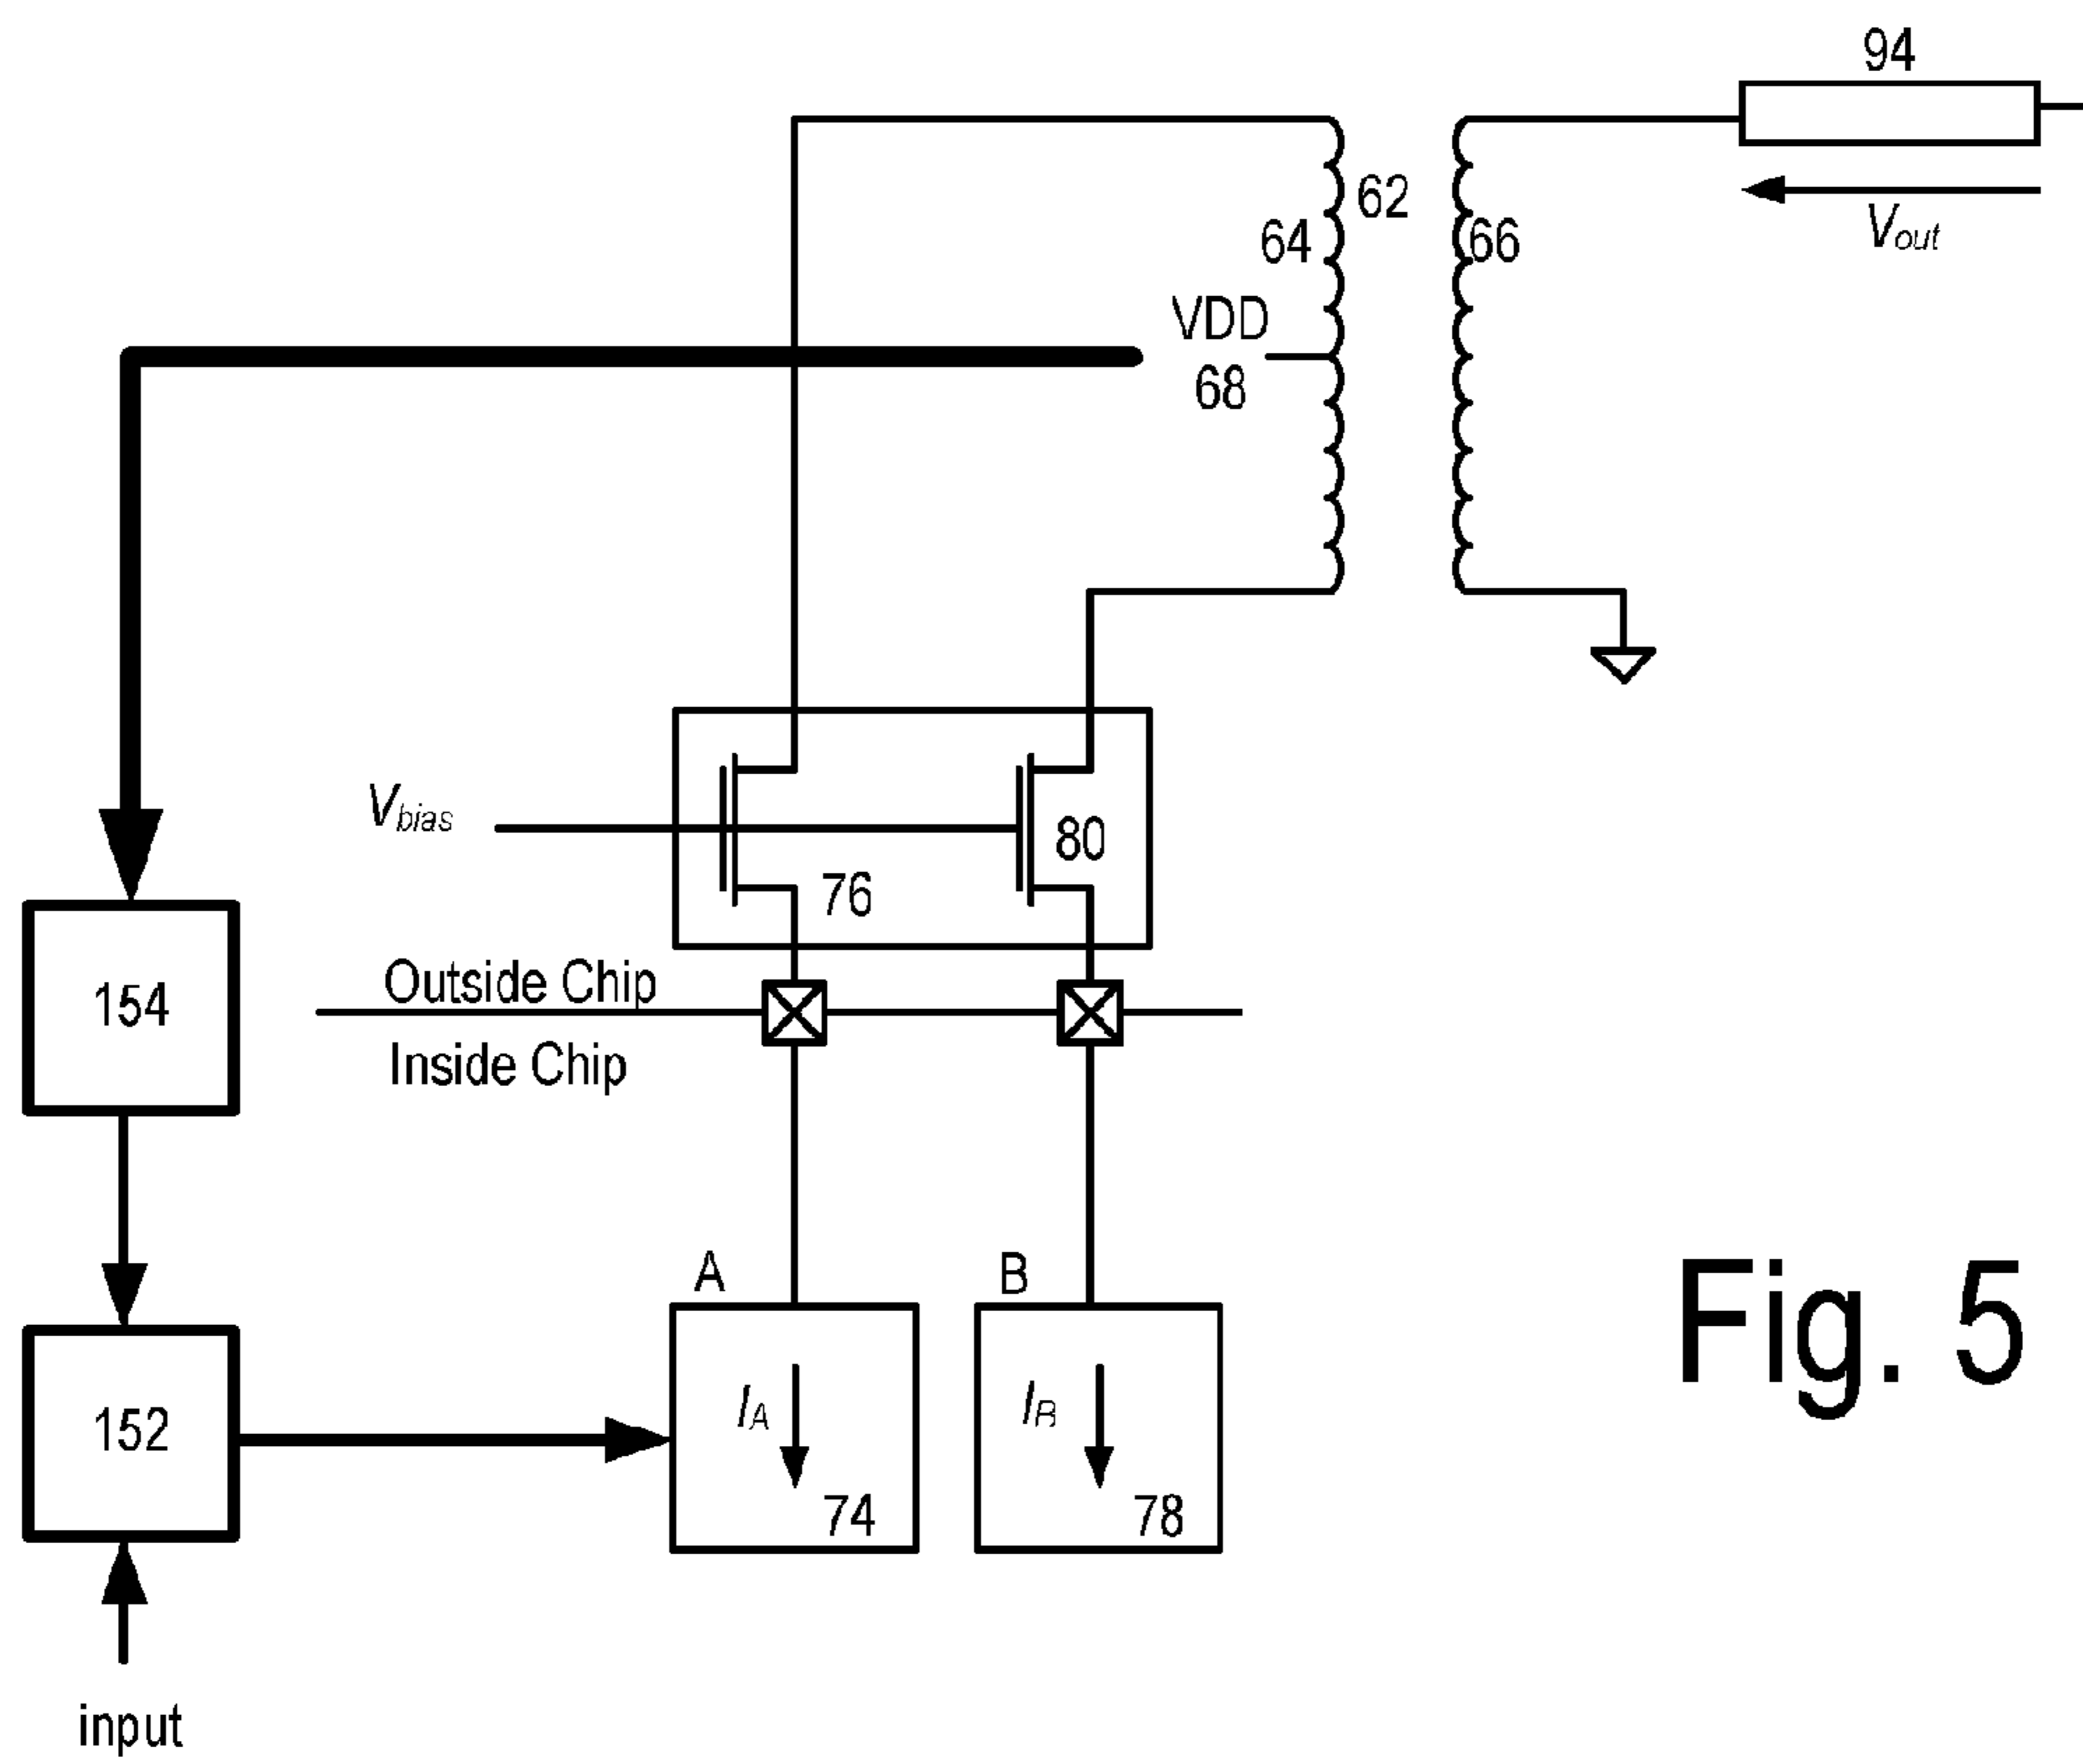 94
62
64
66
Vout
VDD
68
Vbias
80
76
154
Outside Chip
Inside Chip
A
B
IA
IB
152
74
78
Fig. 5
input